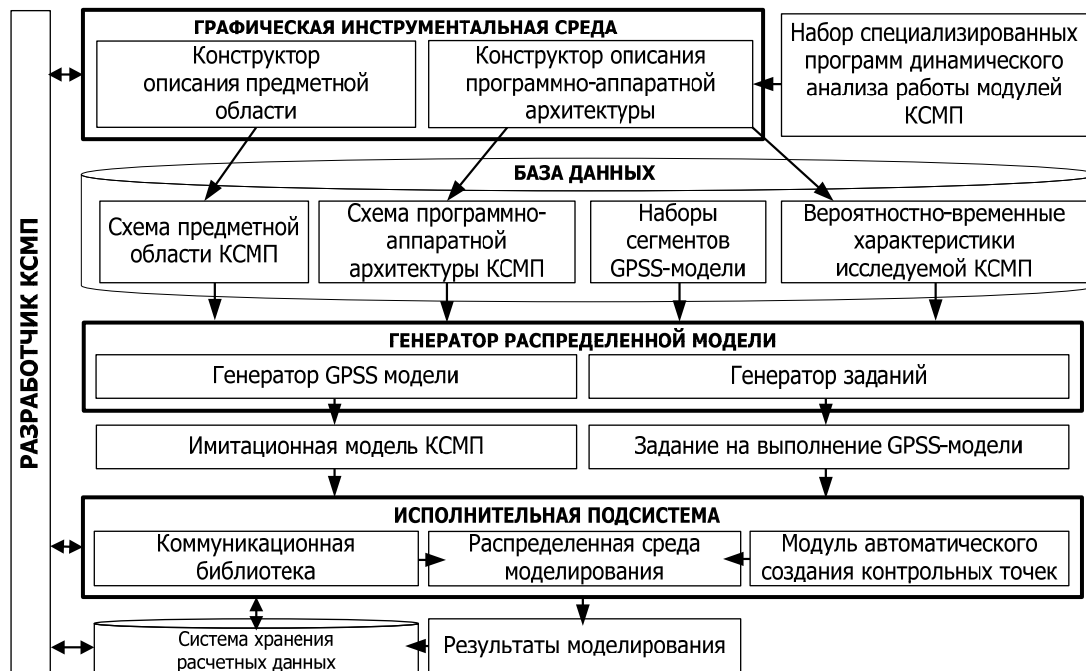 РАЗРАБОТЧИК КСМП
ГРАФИЧЕСКАЯ ИНСТРУМЕНТАЛЬНАЯ СРЕДА
Конструктор
описания предметной
области
Конструктор описания
программно-аппаратной
архитектуры
Набор специализированных
программ динамического
анализа работы модулей
КСМП
БАЗА ДАННЫХ
Схема предметной
области КСМП
Схема программно-
аппаратной
архитектуры КСМП
Наборы
сегментов
GPSS-модели
Вероятностно-временные
характеристики
исследуемой КСМП
ГЕНЕРАТОР РАСПРЕДЕЛЕННОЙ МОДЕЛИ
Генератор GPSS модели
Генератор заданий
Имитационная модель КСМП
Задание на выполнение GPSS-модели
ИСПОЛНИТЕЛЬНАЯ ПОДСИСТЕМА
Коммуникационная
библиотека
Распределенная среда
моделирования
Модуль автоматического
создания контрольных точек
Система хранения
расчетных данных
Результаты моделирования